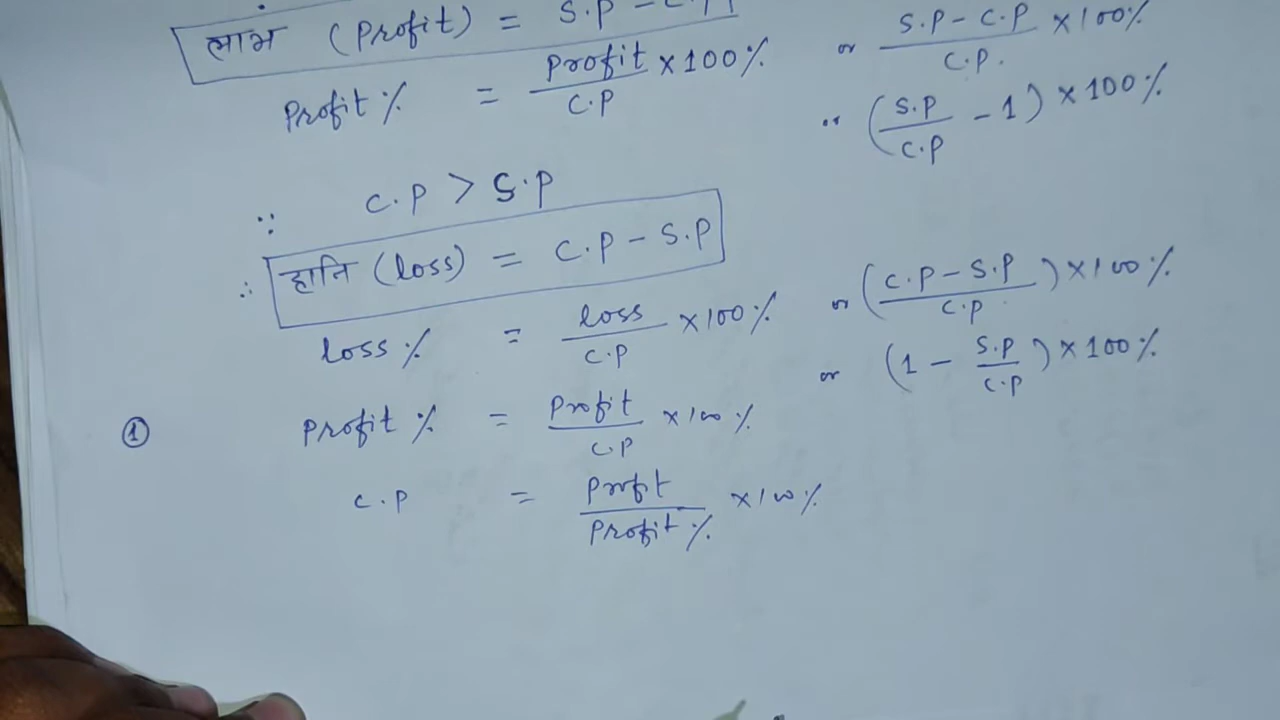 लाभ (Profit) = S.P - C.P
Profit % = Profit/C.P × 100% or S.P - C.P/C.P. × 100%
or (S.P/C.P - 1) × 100%
∵ C.P > S.P
∴ हानि (loss) = C.P - S.P
loss % = loss/C.P × 100% or (C.P - S.P/C.P) × 100%
or (1 - S.P/C.P) × 100%
① Profit % = Profit/C.P × 100%
C.P = Profit/Profit % × 100%